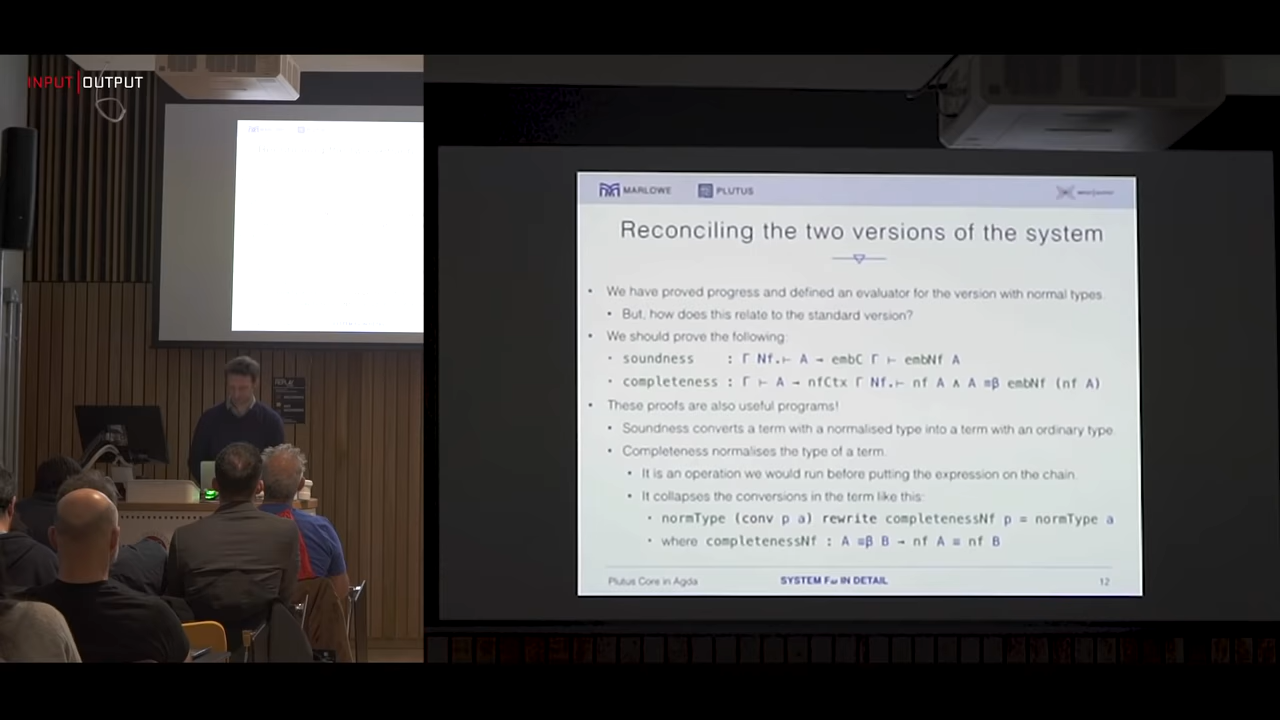 INPUT|OUTPUT
MARLOWE PLUTUS
Reconciling the two versions of the system
• We have proved progress and defined an evaluator for the version with normal types.
• But, how does this relate to the standard version?
• We should prove the following:
• soundness : Γ Nf.⊢ A → embC Γ ⊢ embNf A
• completeness : Γ ⊢ A → nfCtx Γ Nf.⊢ nf A ∧ A ≡β embNf (nf A)
• These proofs are also useful programs!
• Soundness converts a term with a normalised type into a term with an ordinary type.
• Completeness normalises the type of a term.
• It is an operation we would run before putting the expression on the chain.
• It collapses the conversions in the term like this:
• normType (conv p a) rewrite completenessNf p = normType a
• where completenessNf : A ≡β B → nf A ≡ nf B
Plutus Core in Agda SYSTEM Fω IN DETAIL 12